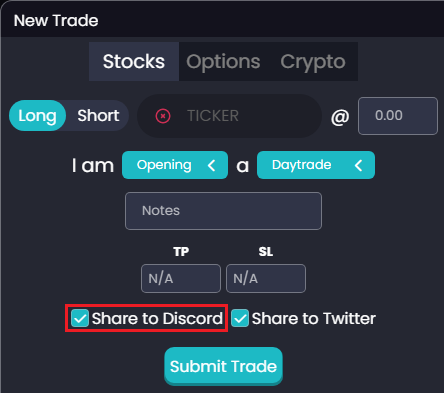 New Trade
Stocks Options Crypto
Long Short TICKER @ 0.00
I am Opening a Daytrade
Notes
TP SL
N/A N/A
Share to Discord Share to Twitter
Submit Trade